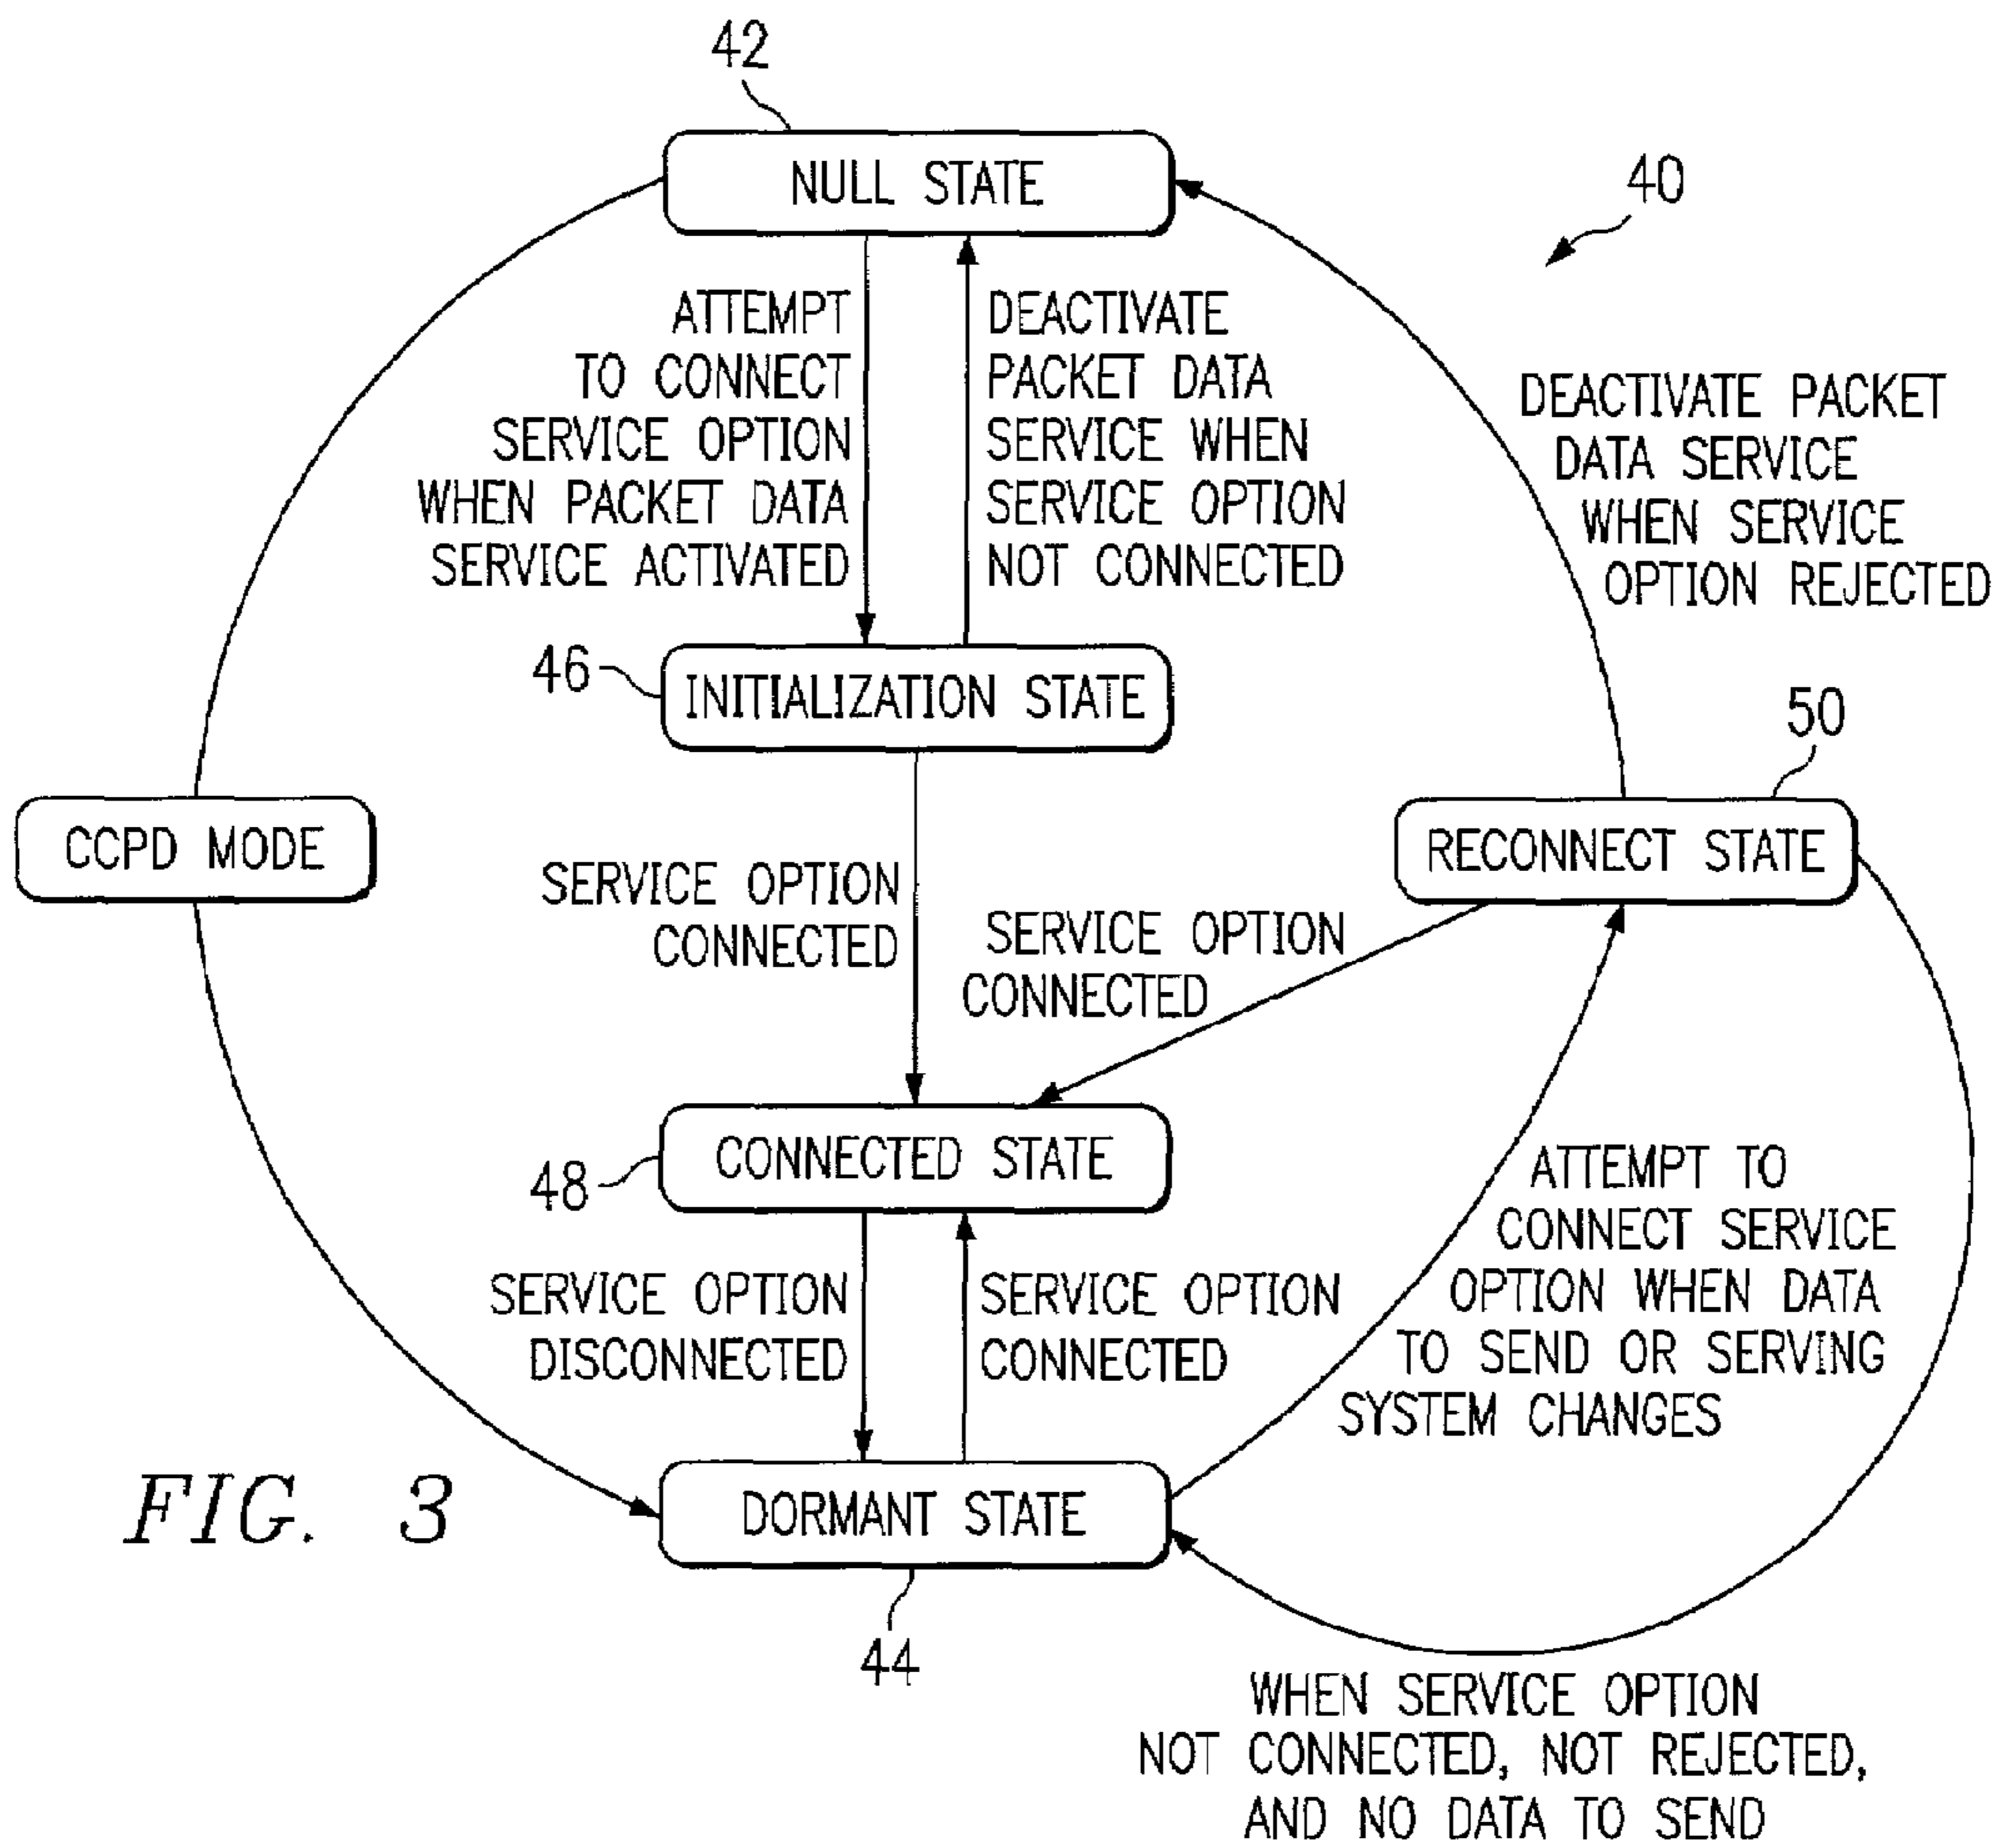 42
NULL STATE
40
ATTEMPT
TO CONNECT
SERVICE OPTION
WHEN PACKET DATA
SERVICE ACTIVATED
DEACTIVATE
PACKET DATA
SERVICE WHEN
SERVICE OPTION
NOT CONNECTED
DEACTIVATE PACKET
DATA SERVICE
WHEN SERVICE
OPTION REJECTED
46
INITIALIZATION STATE
50
CCPD MODE
RECONNECT STATE
SERVICE OPTION
CONNECTED
SERVICE OPTION
CONNECTED
CONNECTED STATE
48
ATTEMPT TO
CONNECT SERVICE
OPTION WHEN DATA
TO SEND OR SERVING
SYSTEM CHANGES
SERVICE OPTION
DISCONNECTED
SERVICE OPTION
CONNECTED
FIG. 3
DORMANT STATE
44
WHEN SERVICE OPTION
NOT CONNECTED, NOT REJECTED,
AND NO DATA TO SEND